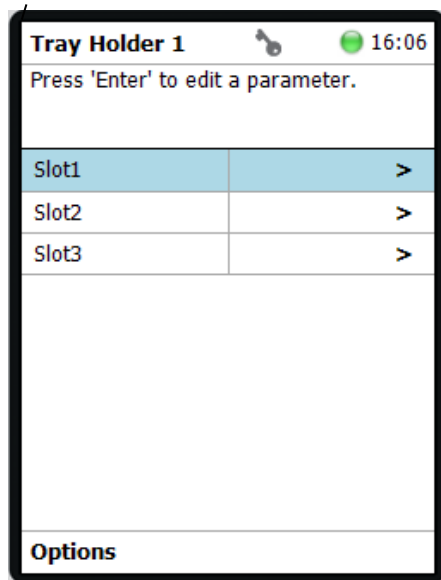 Tray Holder 1 16:06
Press 'Enter' to edit a parameter.
Slot1 >
Slot2 >
Slot3 >
Options